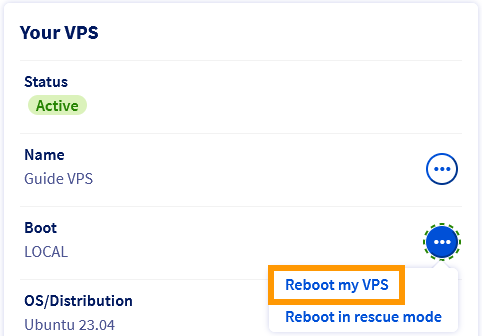 Your VPS
Status
Active
Name
Guide VPS
Boot
LOCAL
Reboot my VPS
Reboot in rescue mode
OS/Distribution
Ubuntu 23.04